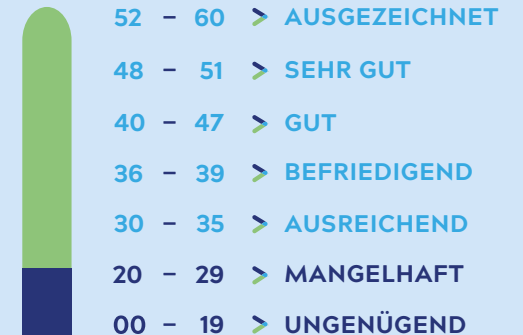 52 – 60 > AUSGEZEICHNET
48 – 51 > SEHR GUT
40 – 47 > GUT
36 – 39 > BEFRIEDIGEND
30 – 35 > AUSREICHEND
20 – 29 > MANGELHAFT
00 – 19 > UNGENÜGEND